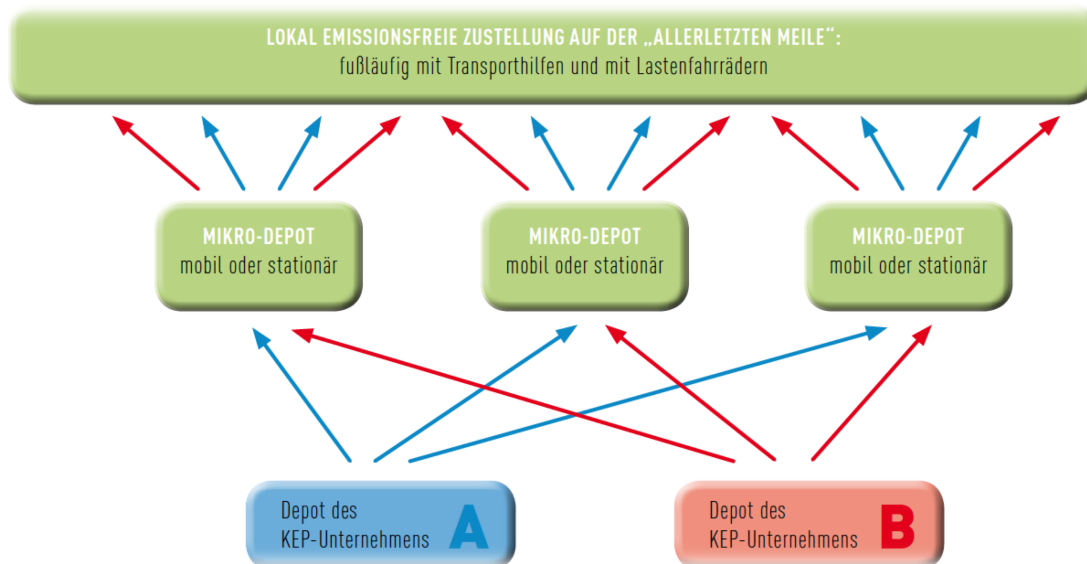 LOKAL EMISSIONSFREIE ZUSTELLUNG AUF DER „ALLERLETZTEN MEILE“:
fußläufig mit Transporthilfen und mit Lastenfahrrädern
MIKRO-DEPOT
mobil oder stationär
MIKRO-DEPOT
mobil oder stationär
MIKRO-DEPOT
mobil oder stationär
Depot des
KEP-Unternehmens A
Depot des
KEP-Unternehmens B